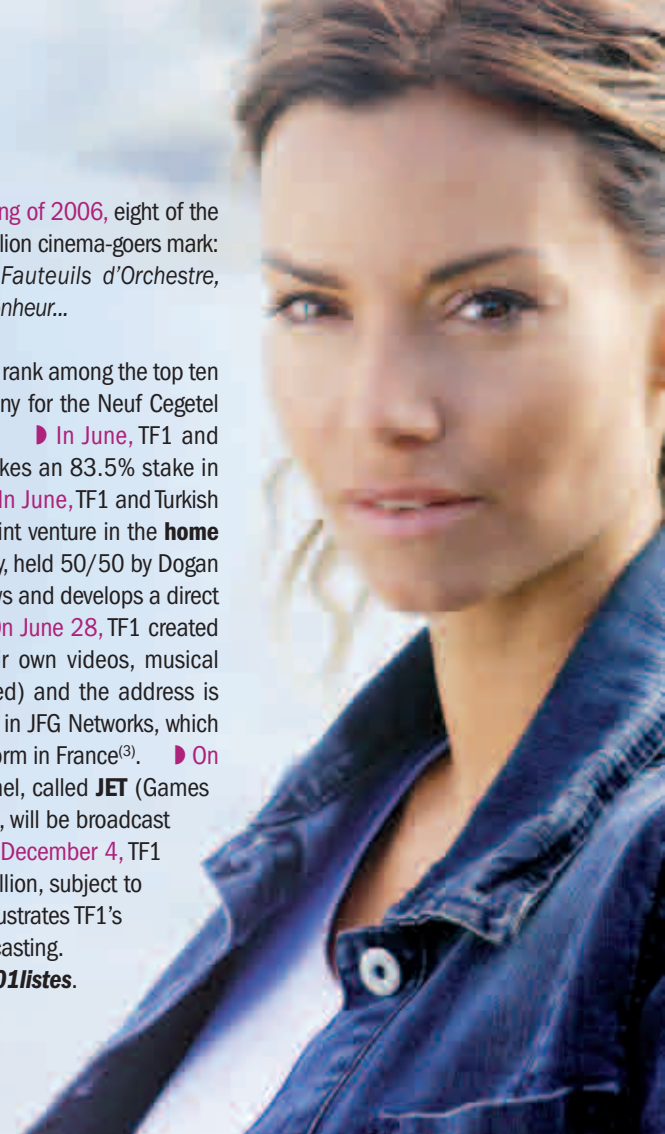 ng of 2006, eight of the
lion cinema-goers mark:
Fauteuils d'Orchestre,
nheur...
rank among the top ten
ny for the Neuf Cegetel
◗ In June, TF1 and
kes an 83.5% stake in
In June, TF1 and Turkish
int venture in the home
y, held 50/50 by Dogan
ws and develops a direct
On June 28, TF1 created
r own videos, musical
ed) and the address is
in JFG Networks, which
orm in France(3). ◗ On
nel, called JET (Games
, will be broadcast
December 4, TF1
llion, subject to
ustrates TF1's
casting.
01listes.